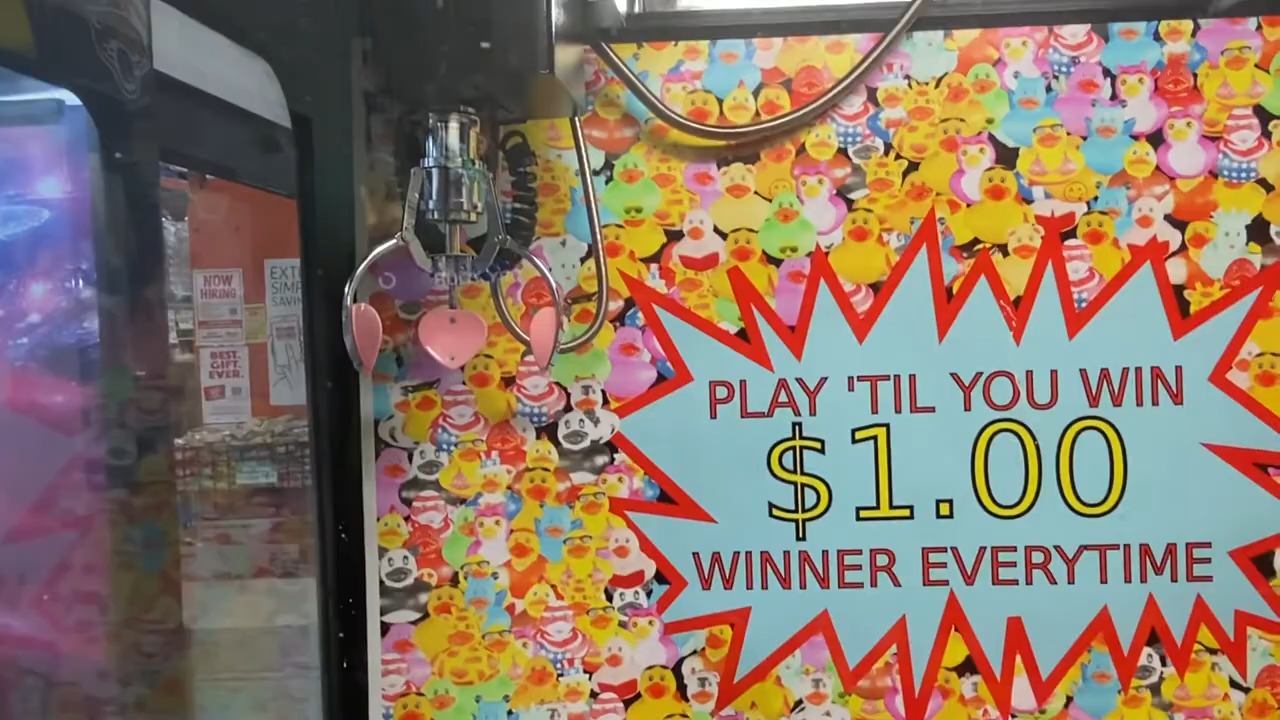 NOW
HIRING
BEST.
GIFT.
EVER.
PLAY 'TIL YOU WIN
$1.00
WINNER EVERYTIME